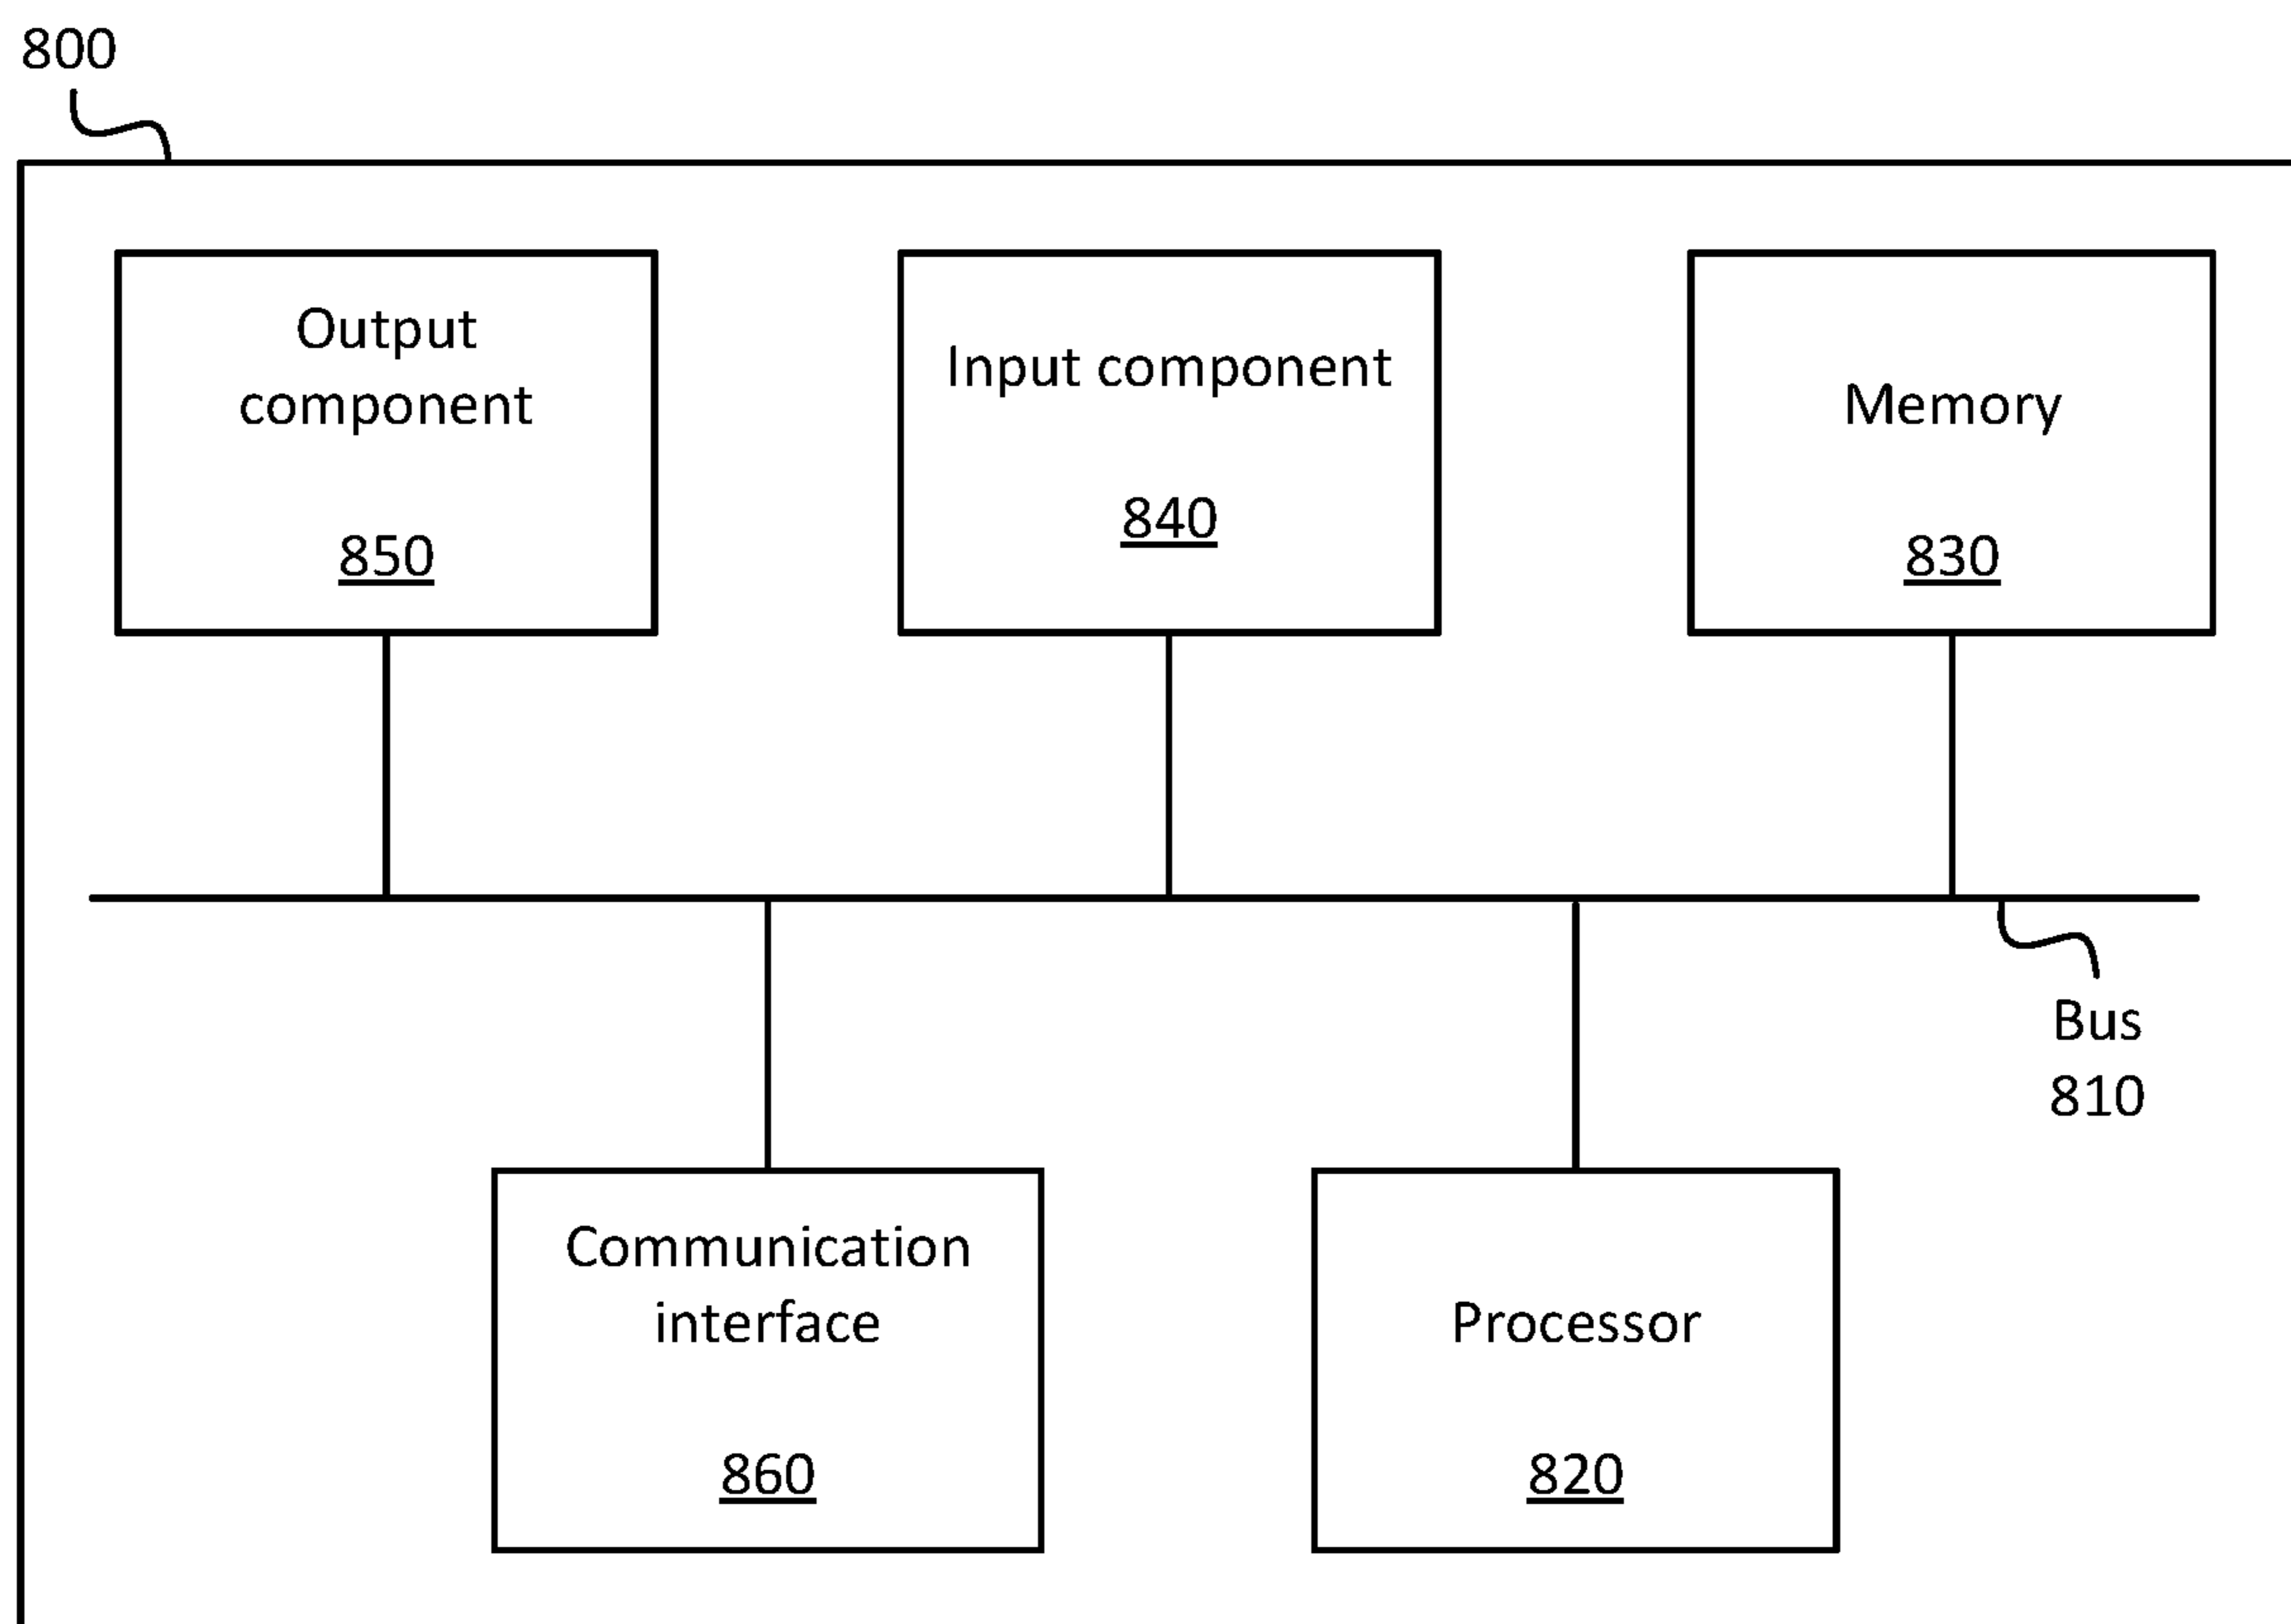 800
Output
component
850
Input component
840
Memory
830
Bus
810
Communication
interface
860
Processor
820